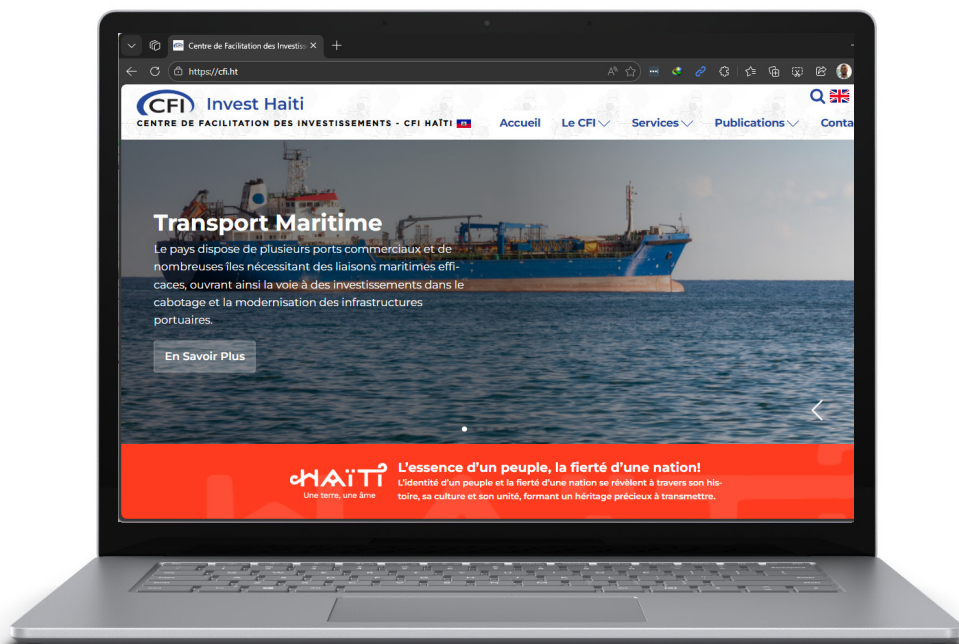 Centre de Facilitation des Investiss
https://cfi.ht
CFI Invest Haiti
CENTRE DE FACILITATION DES INVESTISSEMENTS - CFI HAÏTI
Accueil Le CFI Services Publications Conta
Transport Maritime
Le pays dispose de plusieurs ports commerciaux et de
nombreuses îles nécessitant des liaisons maritimes effi-
caces, ouvrant ainsi la voie à des investissements dans le
cabotage et la modernisation des infrastructures
portuaires.
En Savoir Plus
HAÏTI
Une terre, une âme
L'essence d'un peuple, la fierté d'une nation!
L'identité d'un peuple et la fierté d'une nation se révèlent à travers son his-
toire, sa culture et son unité, formant un héritage précieux à transmettre.